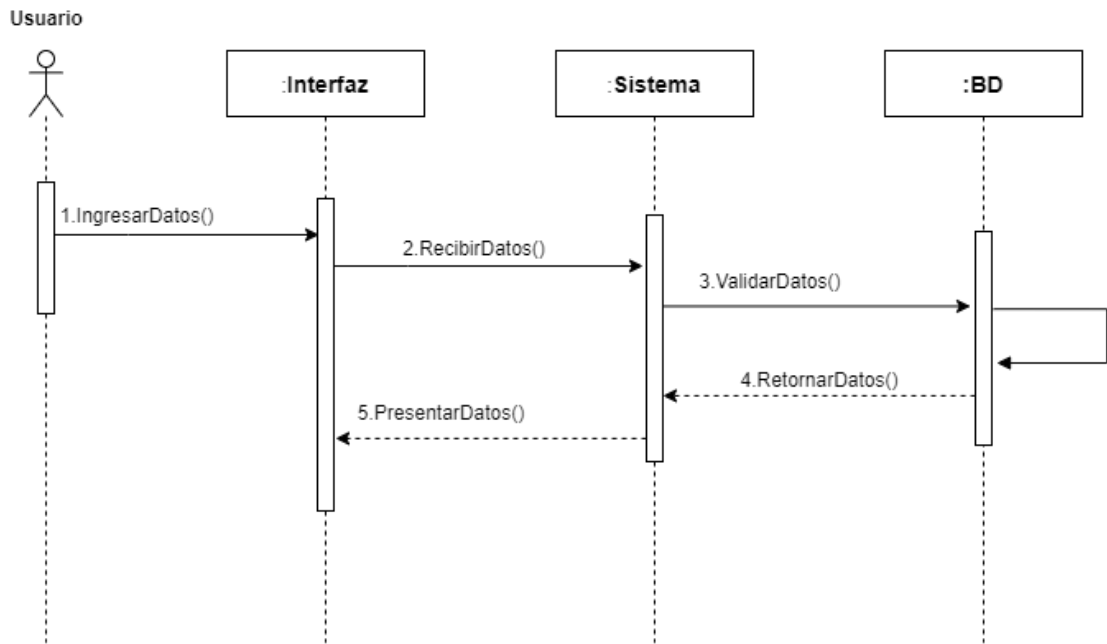 Usuario
:Interfaz
:Sistema
:BD
1.IngresarDatos()
2.RecibirDatos()
3.ValidarDatos()
4.RetornarDatos()
5.PresentarDatos()